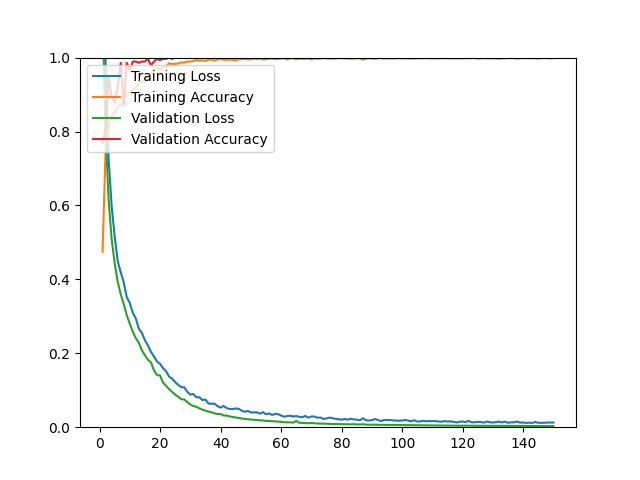 1.0
0.8
0.6
0.4
0.2
0.0
Training Loss
Training Accuracy
Validation Loss
Validation Accuracy
0 20 40 60 80 100 120 140